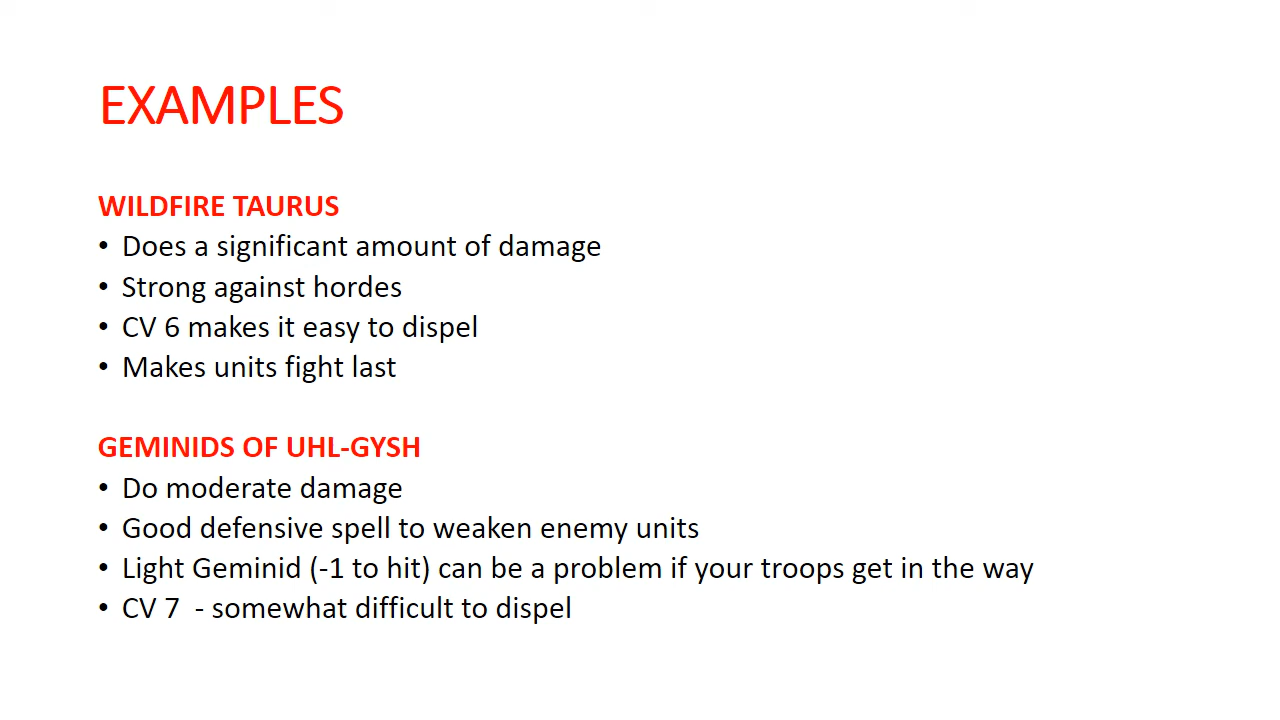 EXAMPLES
WILDFIRE TAURUS
• Does a significant amount of damage
• Strong against hordes
• CV 6 makes it easy to dispel
• Makes units fight last
GEMINIDS OF UHL-GYSH
• Do moderate damage
• Good defensive spell to weaken enemy units
• Light Geminid (-1 to hit) can be a problem if your troops get in the way
• CV 7  - somewhat difficult to dispel